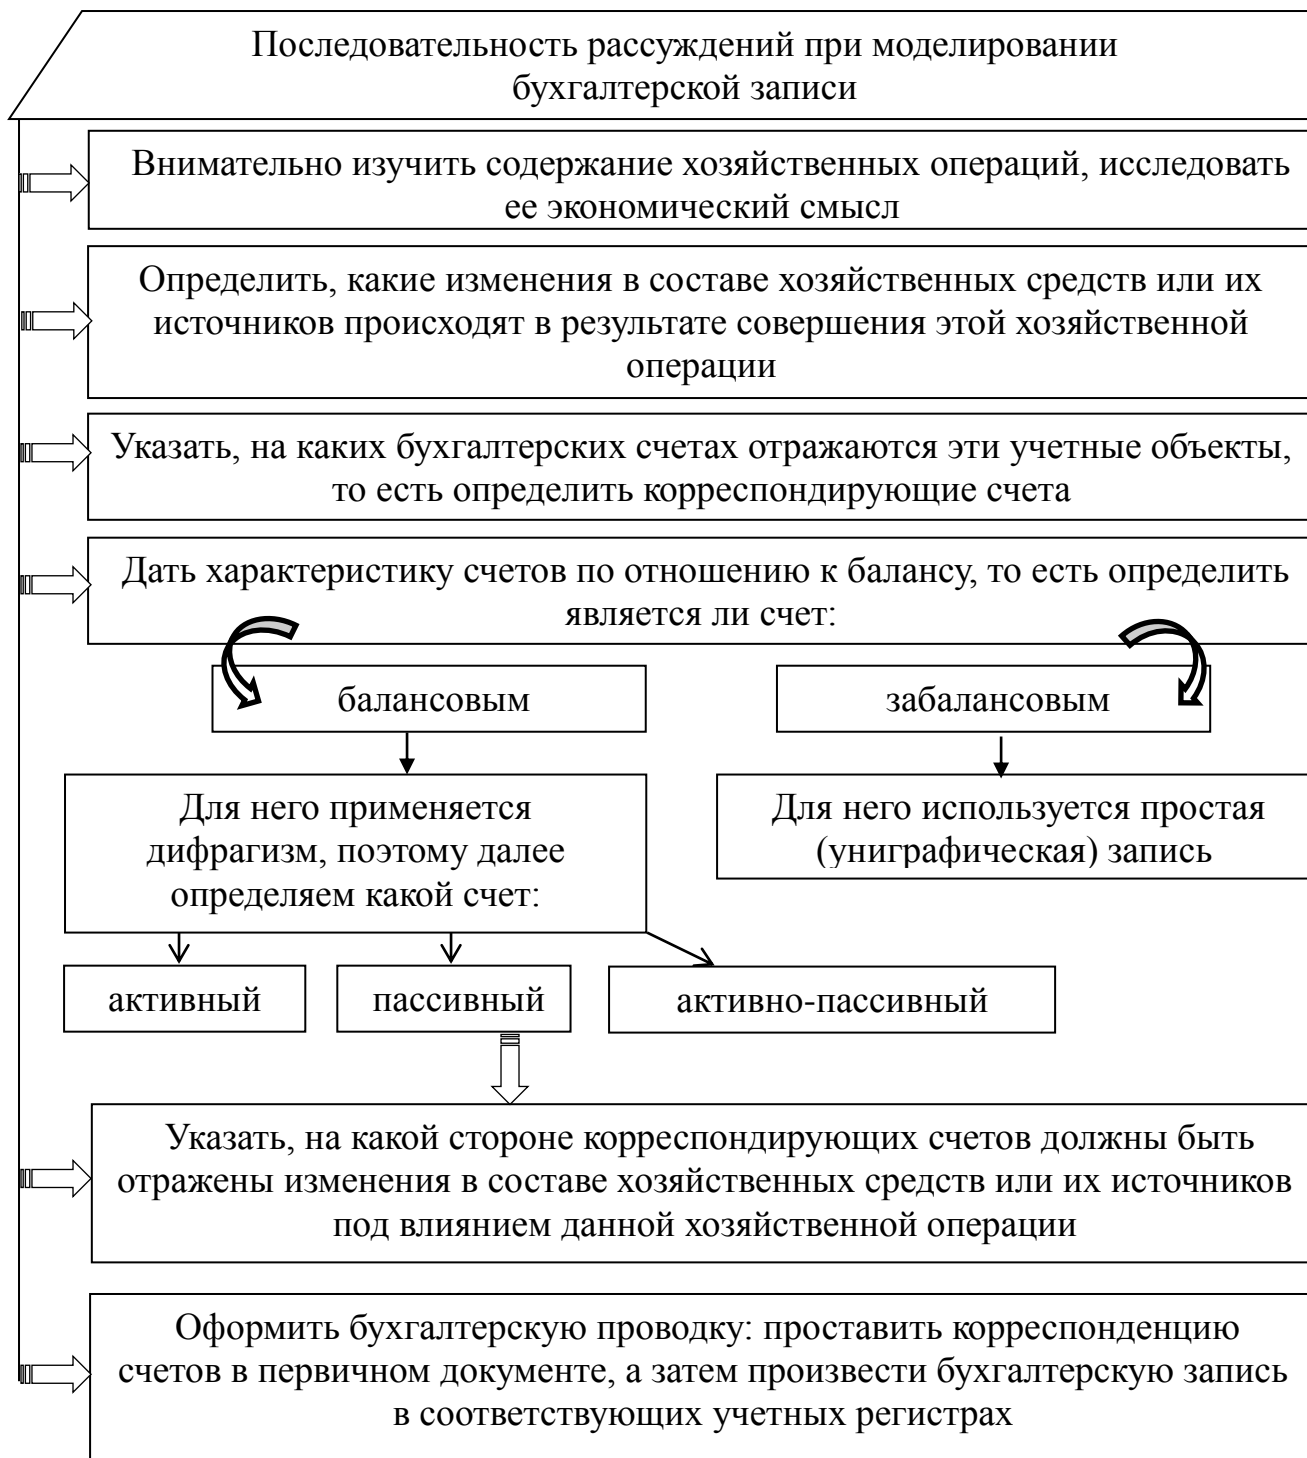 Последовательность рассуждений при моделировании
бухгалтерской записи
Внимательно изучить содержание хозяйственных операций, исследовать
ее экономический смысл
Определить, какие изменения в составе хозяйственных средств или их
источников происходят в результате совершения этой хозяйственной
операции
Указать, на каких бухгалтерских счетах отражаются эти учетные объекты,
то есть определить корреспондирующие счета
Дать характеристику счетов по отношению к балансу, то есть определить
является ли счет:
балансовым
забалансовым
Для него применяется
дифрагизм, поэтому далее
определяем какой счет:
Для него используется простая
(униграфическая) запись
активный
пассивный
активно-пассивный
Указать, на какой стороне корреспондирующих счетов должны быть
отражены изменения в составе хозяйственных средств или их источников
под влиянием данной хозяйственной операции
Оформить бухгалтерскую проводку: проставить корреспонденцию
счетов в первичном документе, а затем произвести бухгалтерскую запись
в соответствующих учетных регистрах